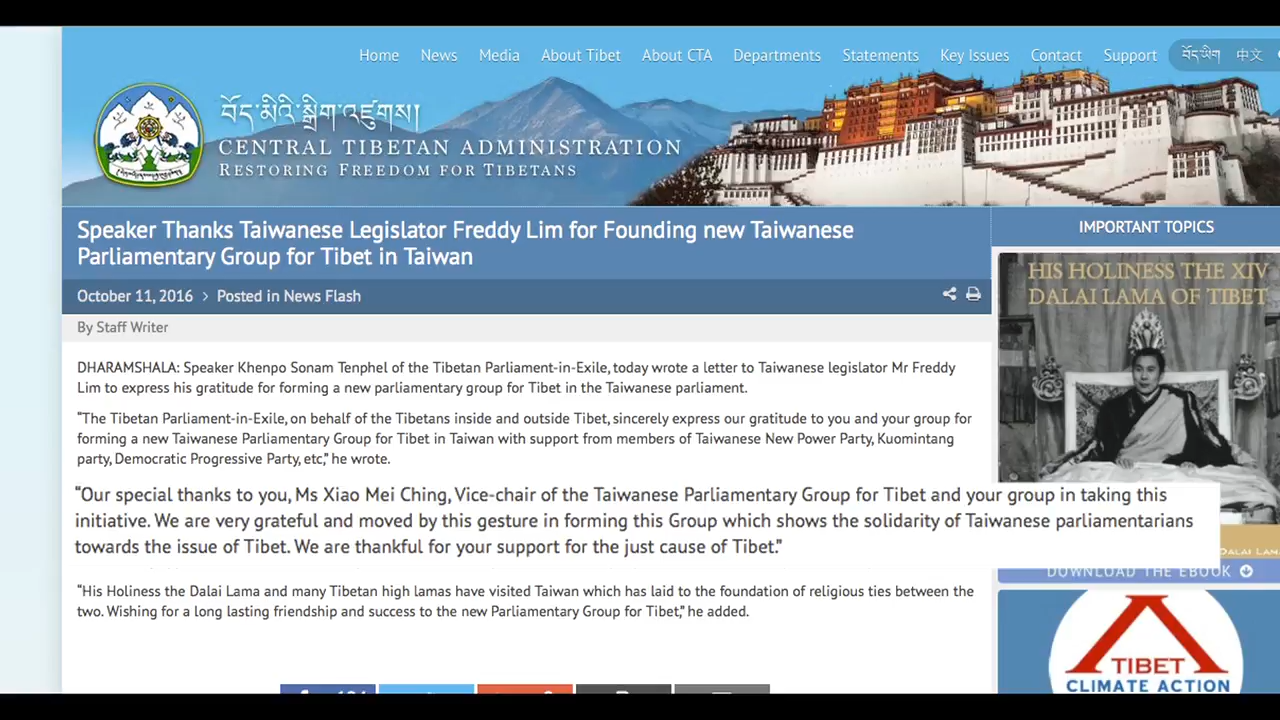 Home News Media About Tibet About CTA Departments Statements Key Issues Contact Support བོད་ཡིག 中文
བོད་མིའི་སྒྲིག་འཛུགས།
CENTRAL TIBETAN ADMINISTRATION
RESTORING FREEDOM FOR TIBETANS
Speaker Thanks Taiwanese Legislator Freddy Lim for Founding new Taiwanese
Parliamentary Group for Tibet in Taiwan
October 11, 2016 > Posted in News Flash
By Staff Writer
DHARAMSHALA: Speaker Khenpo Sonam Tenphel of the Tibetan Parliament-in-Exile, today wrote a letter to Taiwanese legislator Mr Freddy
Lim to express his gratitude for forming a new parliamentary group for Tibet in the Taiwanese parliament.
“The Tibetan Parliament-in-Exile, on behalf of the Tibetans inside and outside Tibet, sincerely express our gratitude to you and your group for
forming a new Taiwanese Parliamentary Group for Tibet in Taiwan with support from members of Taiwanese New Power Party, Kuomintang
party, Democratic Progressive Party, etc,” he wrote.
“Our special thanks to you, Ms Xiao Mei Ching, Vice-chair of the Taiwanese Parliamentary Group for Tibet and your group in taking this
initiative. We are very grateful and moved by this gesture in forming this Group which shows the solidarity of Taiwanese parliamentarians
towards the issue of Tibet. We are thankful for your support for the just cause of Tibet.”
“His Holiness the Dalai Lama and many Tibetan high lamas have visited Taiwan which has laid to the foundation of religious ties between the
two. Wishing for a long lasting friendship and success to the new Parliamentary Group for Tibet,” he added.
IMPORTANT TOPICS
HIS HOLINESS THE XIV
DALAI LAMA OF TIBET
DALAI LAMA
DOWNLOAD THE EBOOK
TIBET
CLIMATE ACTION